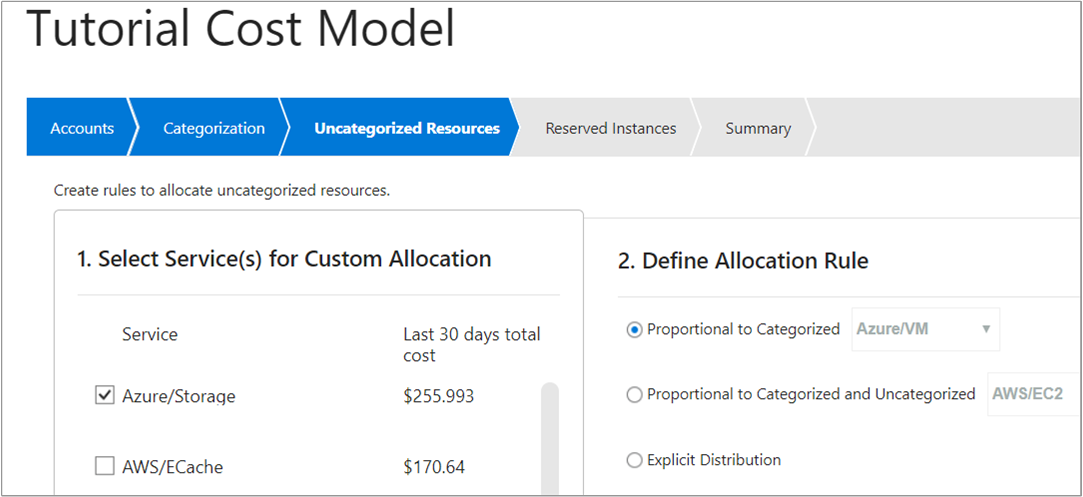 Tutorial Cost Model
Accounts
Categorization
Uncategorized Resources
Reserved Instances
Summary
Create rules to allocate uncategorized resources.
1. Select Service(s) for Custom Allocation
Service
Last 30 days total
cost
Azure/Storage
$255.993
AWS/ECache
$170.64
2. Define Allocation Rule
Proportional to Categorized
Azure/VM
Proportional to Categorized and Uncategorized
AWS/EC2
Explicit Distribution